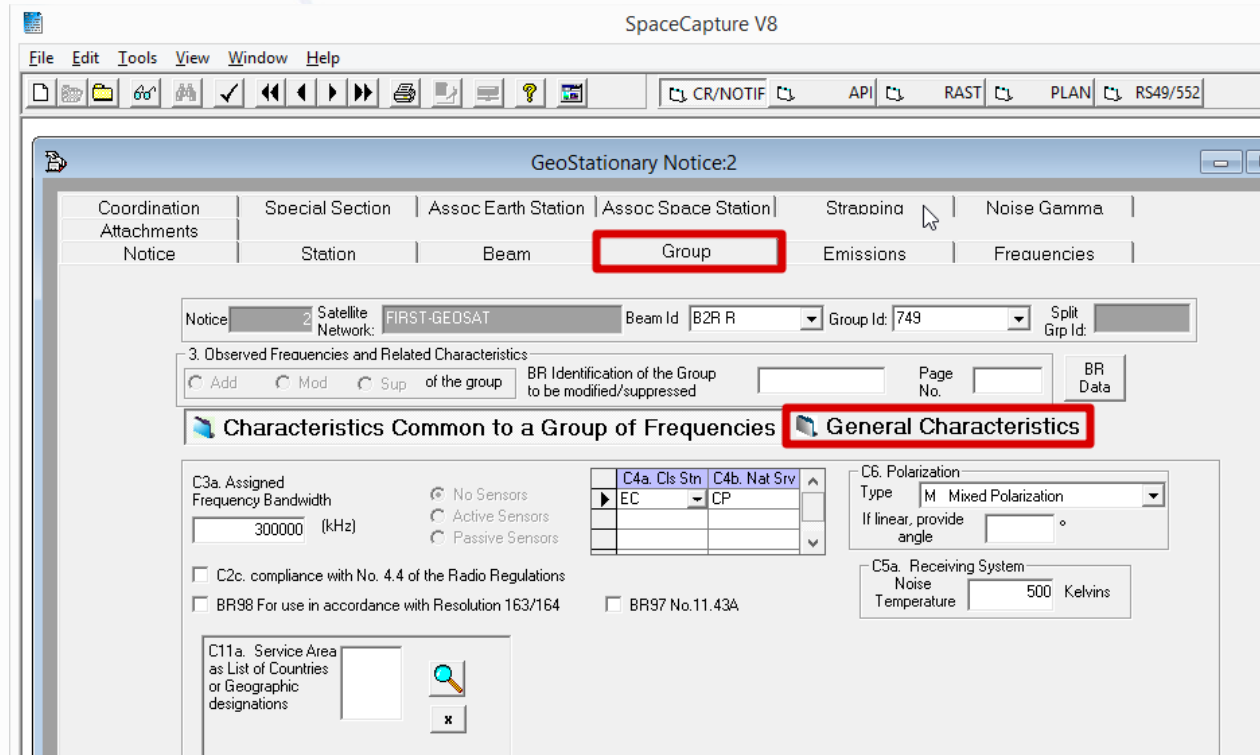 SpaceCapture V8
File Edit Tools View Window Help
CR/NOTIF API RAST PLAN RS49/552
GeoStationary Notice:2
Coordination Special Section Assoc Earth Station Assoc Space Station Strapping Noise Gamma
Attachments
Notice Station Beam Group Emissions Frequencies
Notice 2 Satellite Network: FIRST-GEOSAT Beam Id B2R R Group Id: 749 Split Grp Id:
3. Observed Frequencies and Related Characteristics
Add Mod Sup of the group BR Identification of the Group to be modified/suppressed Page No. BR Data
Characteristics Common to a Group of Frequencies General Characteristics
C3a. Assigned
Frequency Bandwidth
300000 (kHz)
No Sensors
Active Sensors
Passive Sensors
C4a. Cls Stn C4b. Nat Srv
EC CP
C6. Polarization
Type M Mixed Polarization
If linear, provide
angle °
C2c. compliance with No. 4.4 of the Radio Regulations
BR98 For use in accordance with Resolution 163/164 BR97 No.11.43A
C5a. Receiving System
Noise
Temperature 500 Kelvins
C11a. Service Area
as List of Countries
or Geographic
designations
x